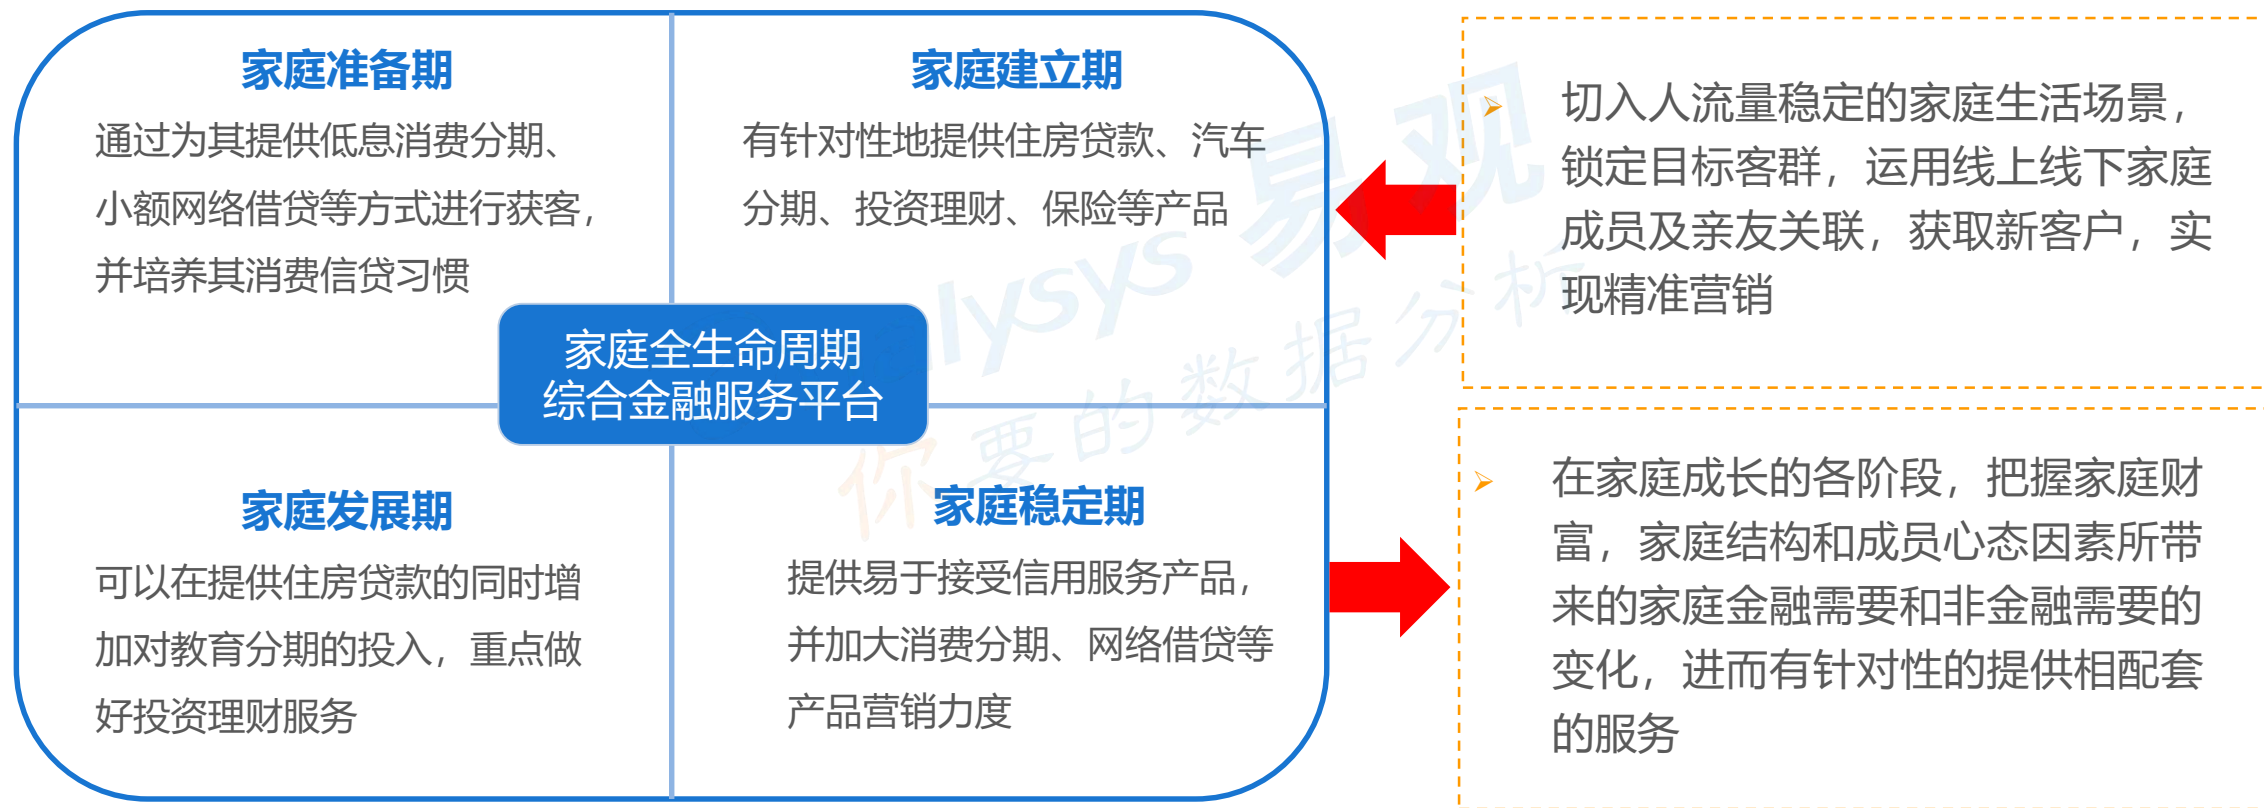 家庭准备期
通过为其提供低息消费分期、
小额网络借贷等方式进行获客，
并培养其消费信贷习惯
家庭建立期
有针对性地提供住房贷款、汽车
分期、投资理财、保险等产品
家庭全生命周期
综合金融服务平台
家庭发展期
可以在提供住房贷款的同时增
加对教育分期的投入，重点做
好投资理财服务
家庭稳定期
提供易于接受信用服务产品，
并加大消费分期、网络借贷等
产品营销力度
切入人流量稳定的家庭生活场景，
锁定目标客群，运用线上线下家庭
成员及亲友关联，获取新客户，实
现精准营销
在家庭成长的各阶段，把握家庭财
富，家庭结构和成员心态因素所带
来的家庭金融需要和非金融需要的
变化，进而有针对性的提供相配套
的服务
alysys 易观
你要的数据分析